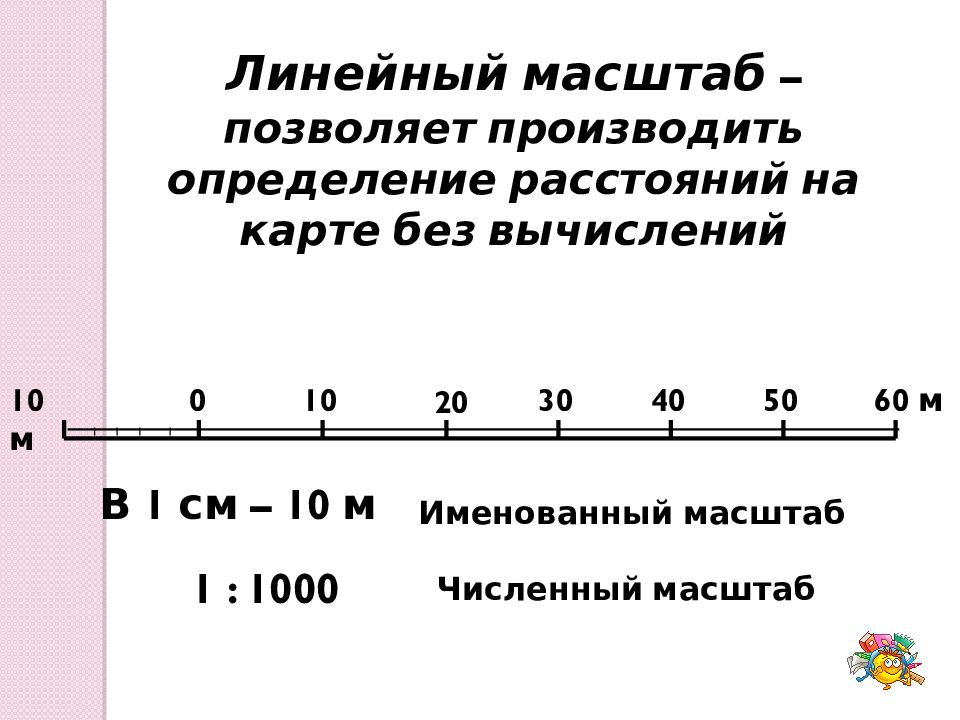 Линейный масштаб –
позволяет производить
определение расстояний на
карте без вычислений
10 0 10 20 30 40 50 60 м
м
В 1 см – 10 м Именованный масштаб
1 : 1000 Численный масштаб